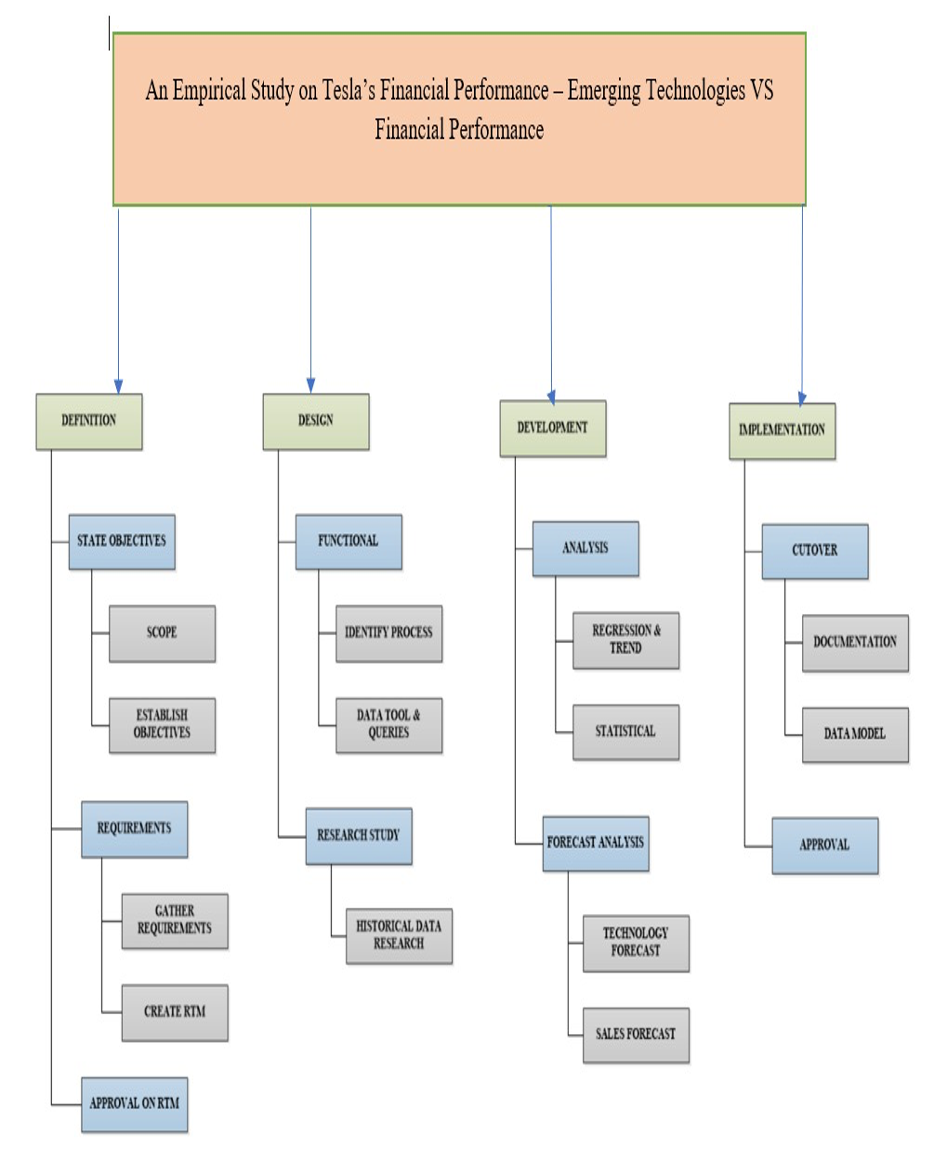 An Empirical Study on Tesla’s Financial Performance – Emerging Technologies VS
Financial Performance
DEFINITION
STATE OBJECTIVES
SCOPE
ESTABLISH
OBJECTIVES
REQUIREMENTS
GATHER
REQUIREMENTS
CREATE RTM
APPROVAL ON RTM
DESIGN
FUNCTIONAL
IDENTIFY PROCESS
DATA TOOL &
QUERIES
RESEARCH STUDY
HISTORICAL DATA
RESEARCH
DEVELOPMENT
ANALYSIS
REGRESSION &
TREND
STATISTICAL
FORECAST ANALYSIS
TECHNOLOGY
FORECAST
SALES FORECAST
IMPLEMENTATION
CUTOVER
DOCUMENTATION
DATA MODEL
APPROVAL